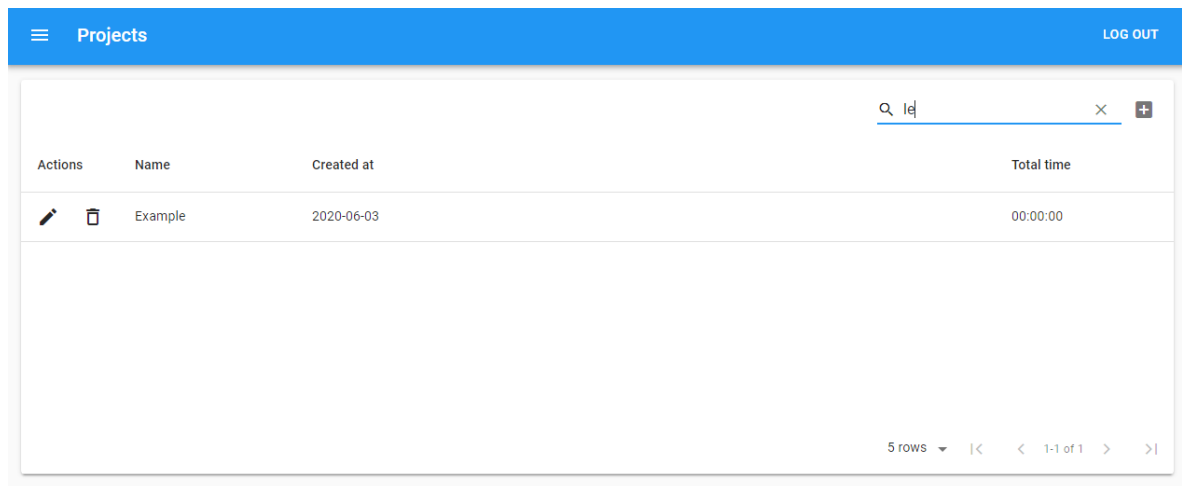 Projects LOG OUT
le
Actions Name Created at Total time
Example 2020-06-03 00:00:00
5 rows 1-1 of 1